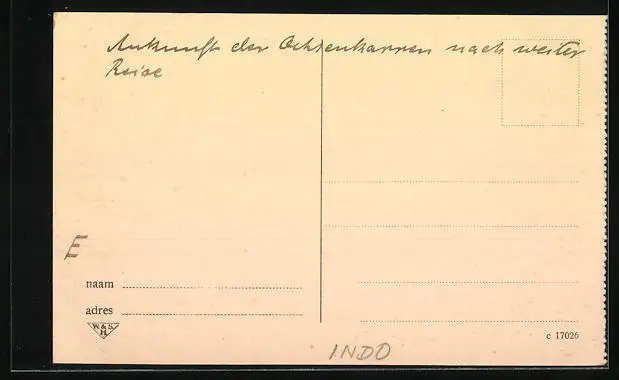 Ankunft der Ochsenkarren nach weiter
Reise
E
naam
adres
W. & S.
H
c 17026
INDO